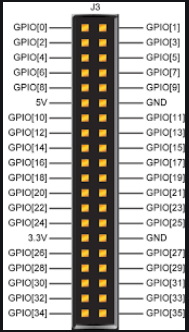 J3
GPIO[0] GPIO[1]
GPIO[2] GPIO[3]
GPIO[4] GPIO[5]
GPIO[6] GPIO[7]
GPIO[8] GPIO[9]
5V GND
GPIO[10] GPIO[11]
GPIO[12] GPIO[13]
GPIO[14] GPIO[15]
GPIO[16] GPIO[17]
GPIO[18] GPIO[19]
GPIO[20] GPIO[21]
GPIO[22] GPIO[23]
GPIO[24] GPIO[25]
3.3V GND
GPIO[26] GPIO[27]
GPIO[28] GPIO[29]
GPIO[30] GPIO[31]
GPIO[32] GPIO[33]
GPIO[34] GPIO[35]